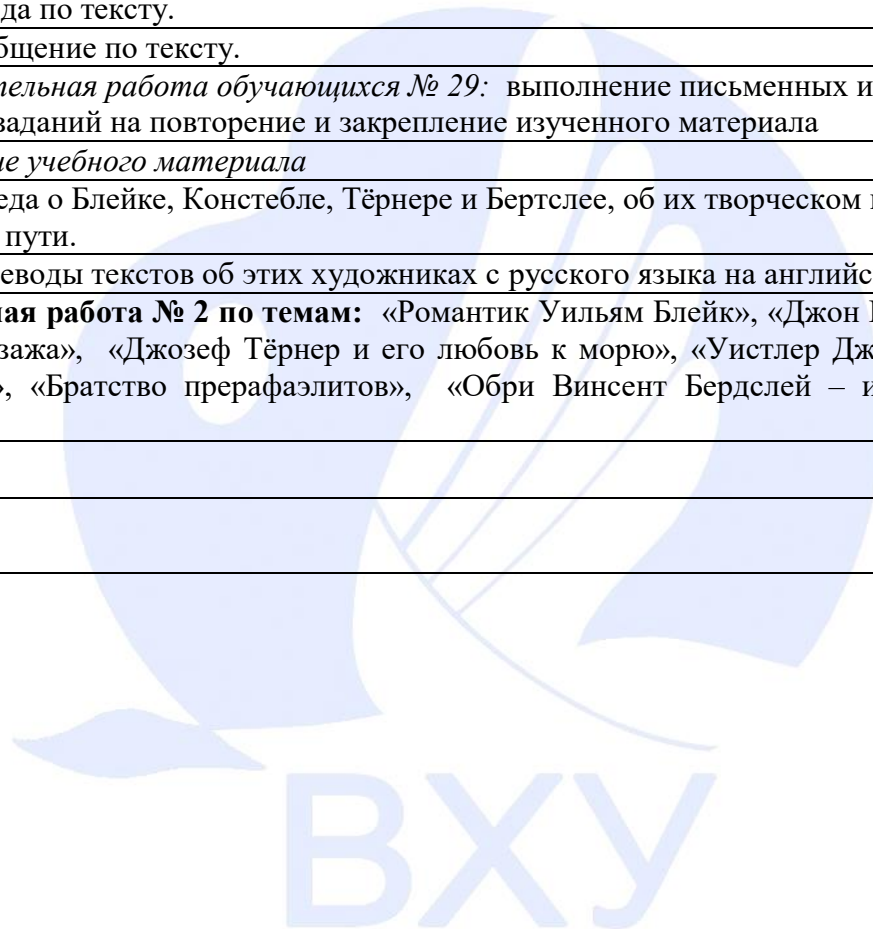 да по тексту.
бщение по тексту.
тельная работа обучающихся № 29: выполнение письменных и
заданий на повторение и закрепление изученного материала
ие учебного материала
еда о Блейке, Констебле, Тёрнере и Бертслее, об их творческом
пути.
еводы текстов об этих художниках с русского языка на английс
ная работа № 2 по темам: «Романтик Уильям Блейк», «Джон
зажа», «Джозеф Тёрнер и его любовь к морю», «Уистлер Дж
», «Братство прерафаэлитов», «Обри Винсент Бердслей – и
ВХУ